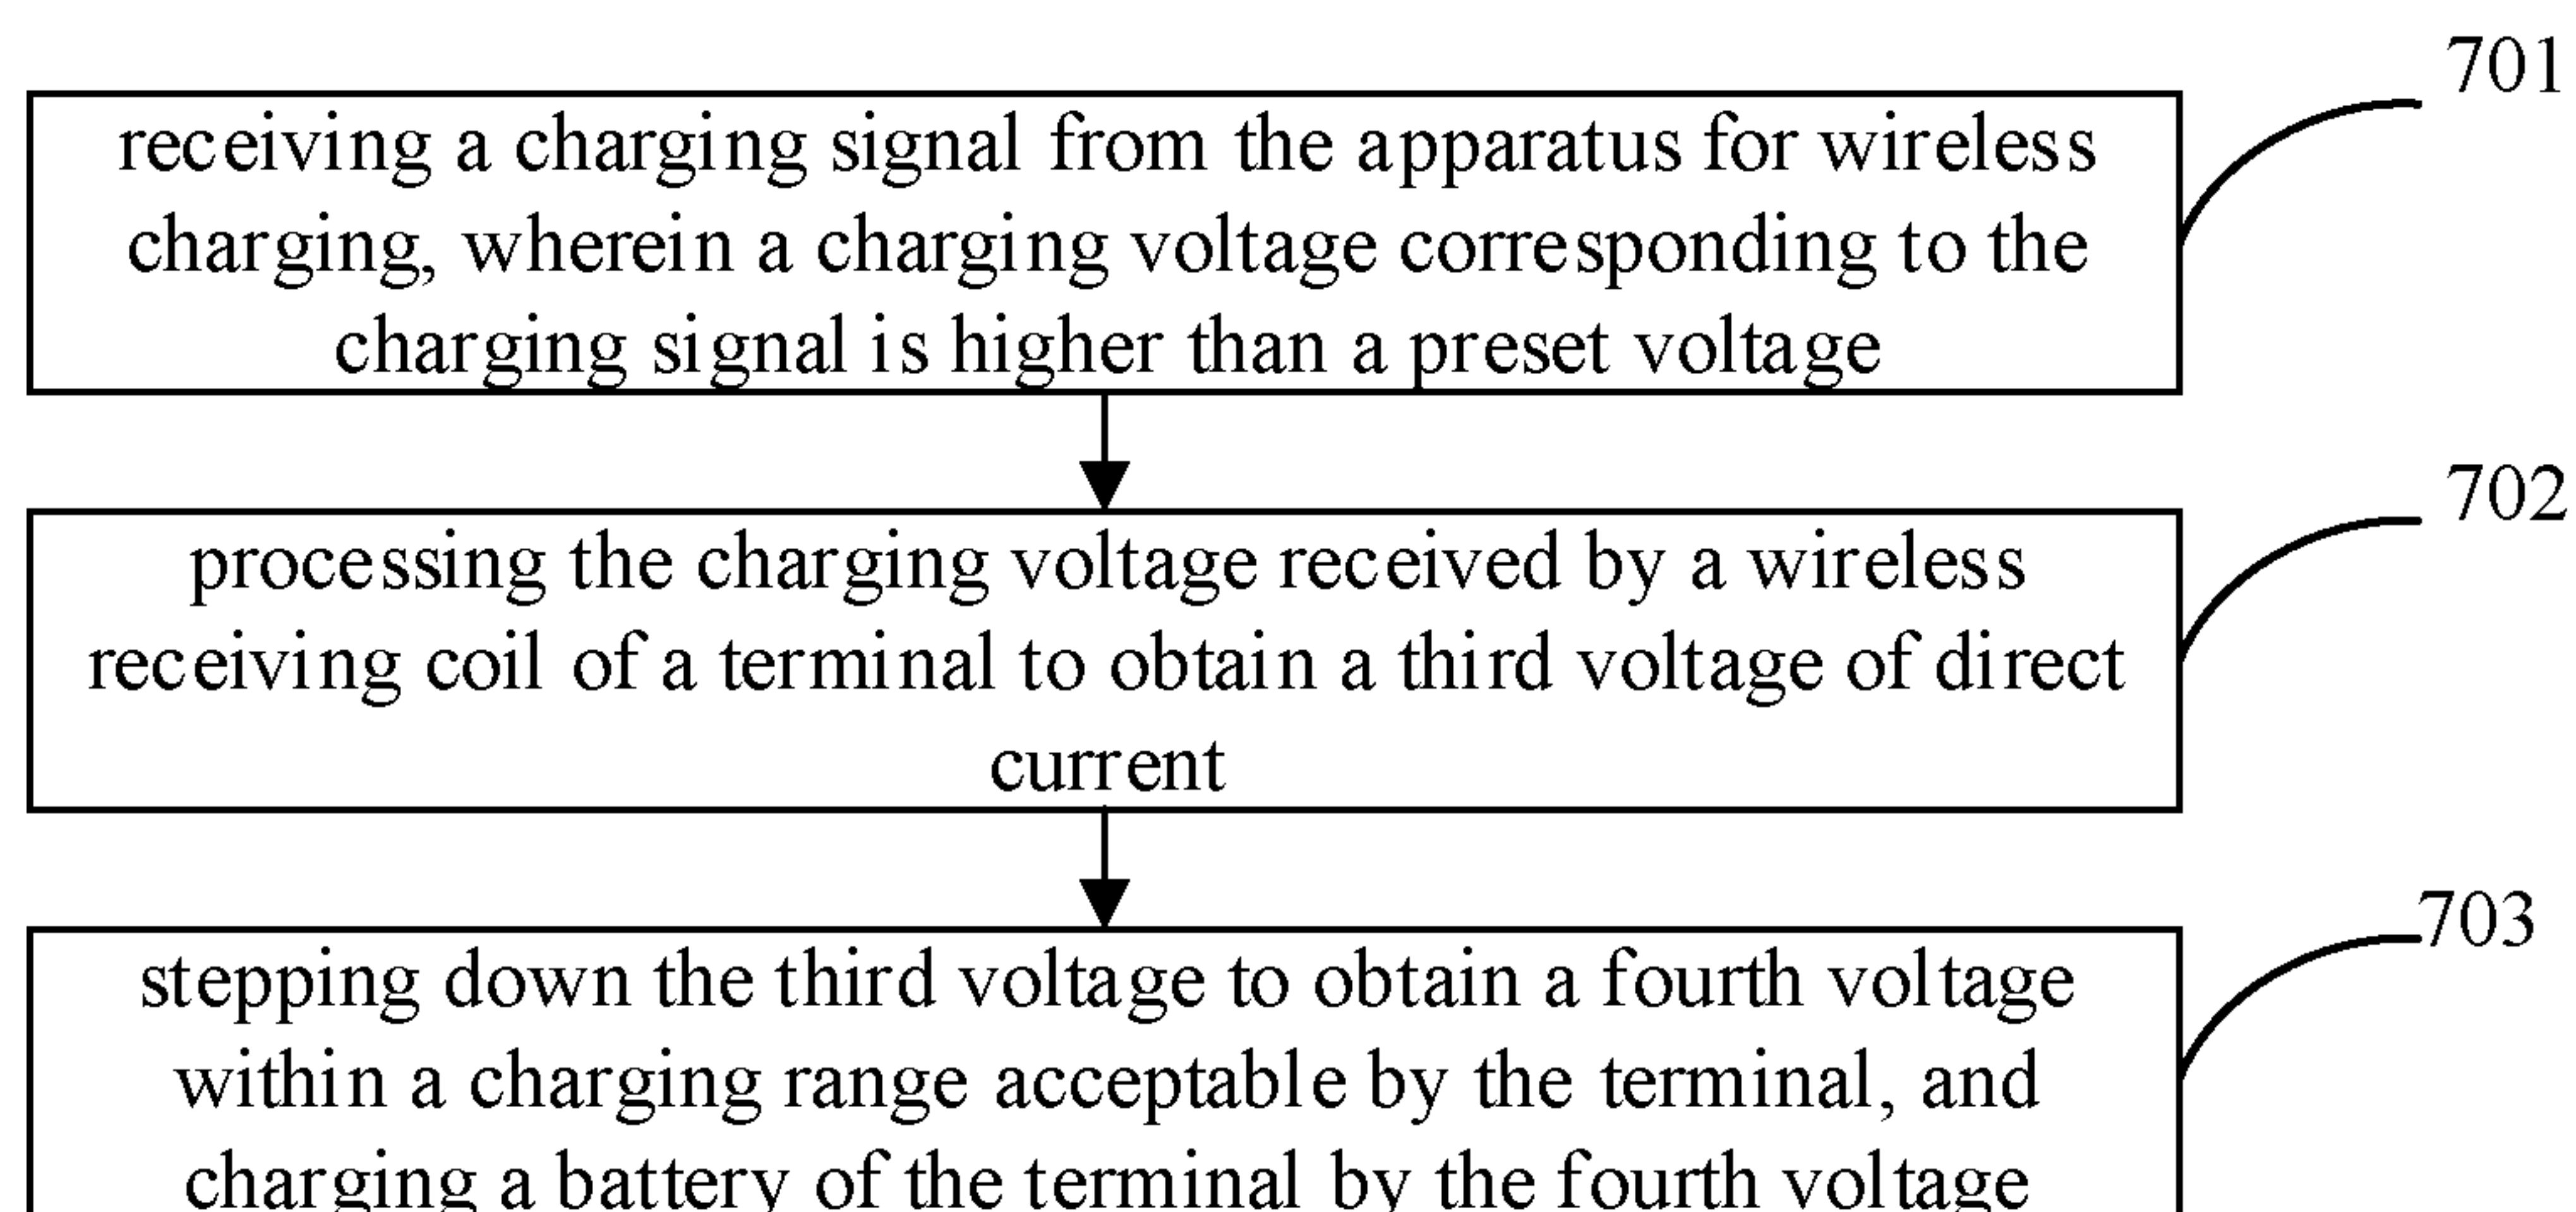 701
receiving a charging signal from the apparatus for wireless
charging, wherein a charging voltage corresponding to the
charging signal is higher than a preset voltage
702
processing the charging voltage received by a wireless
receiving coil of a terminal to obtain a third voltage of direct
current
703
stepping down the third voltage to obtain a fourth voltage
within a charging range acceptable by the terminal, and
charging a battery of the terminal by the fourth voltage